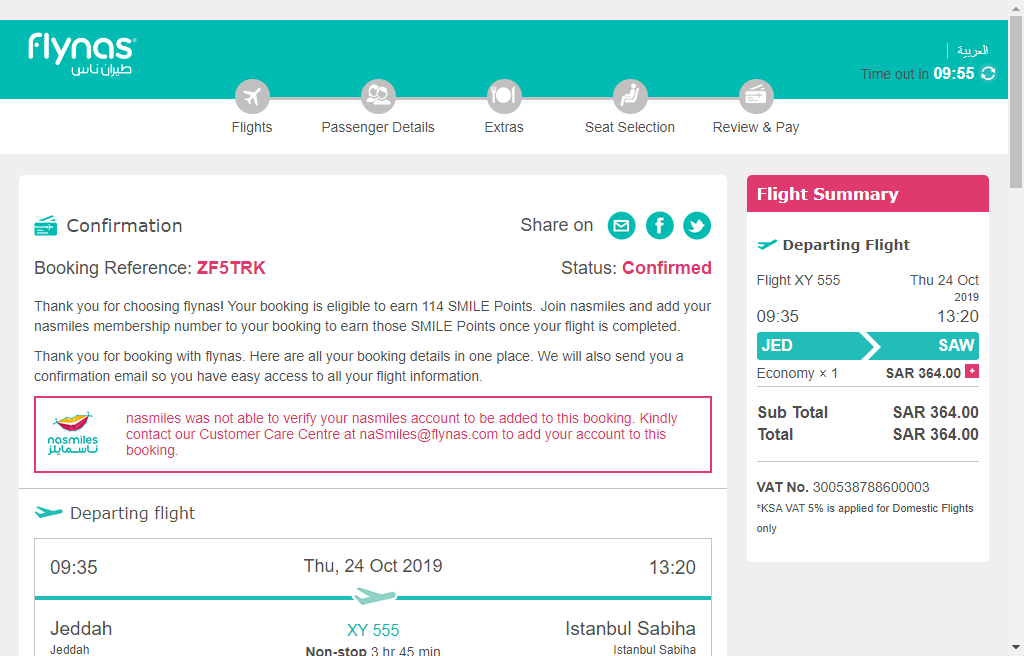 flynas
طيران ناس
العربية
Time out in 09:55
Flights
Passenger Details
Extras
Seat Selection
Review & Pay
Confirmation
Share on
Booking Reference: ZF5TRK
Status: Confirmed
Thank you for choosing flynas! Your booking is eligible to earn 114 SMILE Points. Join nasmiles and add your
nasmiles membership number to your booking to earn those SMILE Points once your flight is completed.
Thank you for booking with flynas. Here are all your booking details in one place. We will also send you a
confirmation email so you have easy access to all your flight information.
nasmiles
ناسمايلز
nasmiles was not able to verify your nasmiles account to be added to this booking. Kindly
contact our Customer Care Centre at naSmiles@flynas.com to add your account to this
booking.
Departing flight
09:35
Thu, 24 Oct 2019
13:20
Jeddah
XY 555
Istanbul Sabiha
Jeddah
Non-stop 3 hr 45 min
Istanbul Sabiha
Flight Summary
Departing Flight
Flight XY 555
Thu 24 Oct
2019
09:35
13:20
JED
SAW
Economy × 1
SAR 364.00
Sub Total
SAR 364.00
Total
SAR 364.00
VAT No. 300538788600003
*KSA VAT 5% is applied for Domestic Flights
only